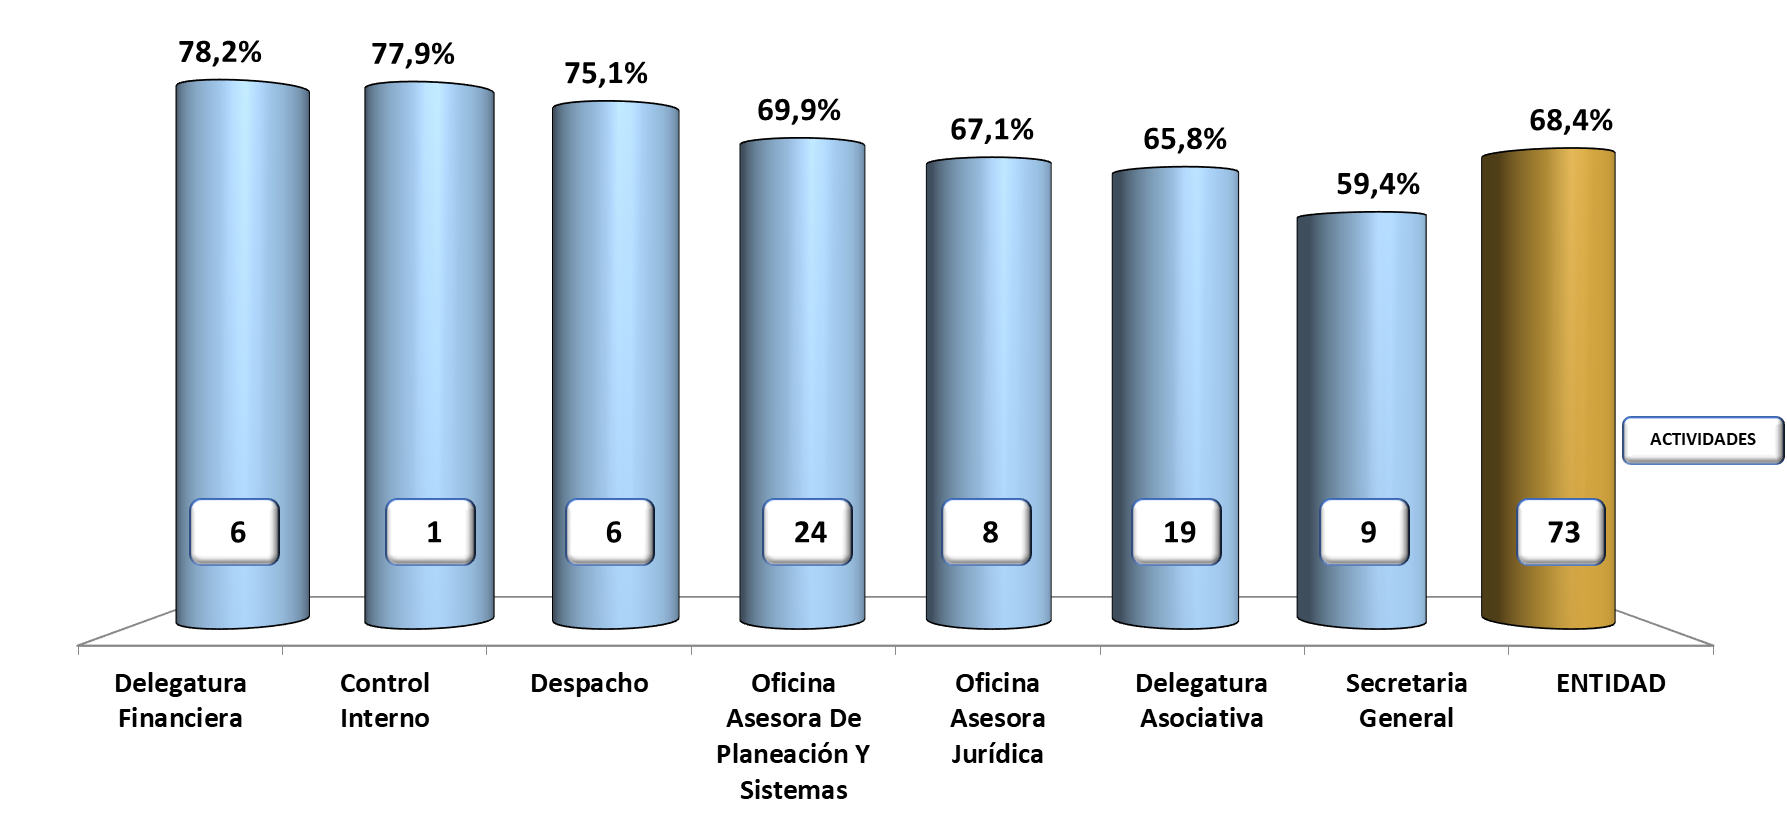 78,2%
77,9%
75,1%
69,9%
67,1%
65,8%
59,4%
68,4%
ACTIVIDADES
6
1
6
24
8
19
9
73
Delegatura
Financiera
Control
Interno
Despacho
Oficina
Asesora De
Planeación Y
Sistemas
Oficina
Asesora
Jurídica
Delegatura
Asociativa
Secretaria
General
ENTIDAD